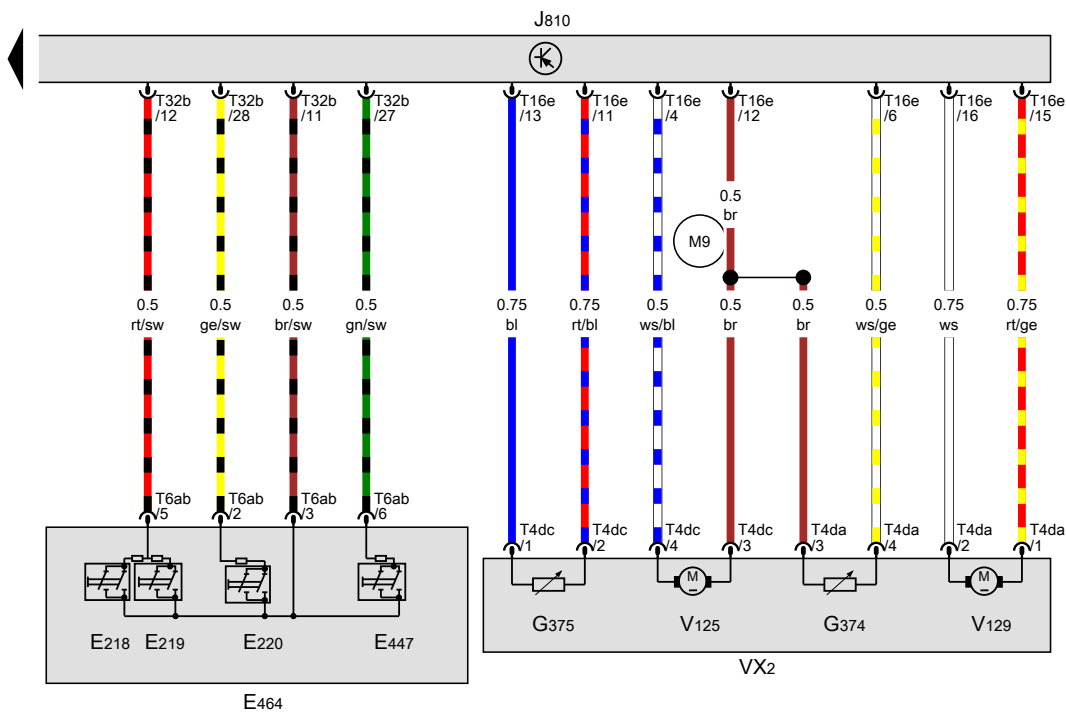 J810
T32b
/12
T32b
/28
T32b
/11
T32b
/27
T16e
/13
T16e
/11
T16e
/4
T16e
/12
T16e
/6
T16e
/16
T16e
/15
0.5
br
M9
0.5
rt/sw
0.5
ge/sw
0.5
br/sw
0.5
gn/sw
0.75
bl
0.75
rt/bl
0.5
ws/bl
0.5
br
0.5
br
0.5
ws/ge
0.75
ws
0.75
rt/ge
T6ab
/5
T6ab
/2
T6ab
/3
T6ab
/6
T4dc
/1
T4dc
/2
T4dc
/4
T4dc
/3
T4da
/3
T4da
/4
T4da
/2
T4da
/1
M
M
E218
E219
E220
E447
G375
V125
G374
V129
VX2
E464